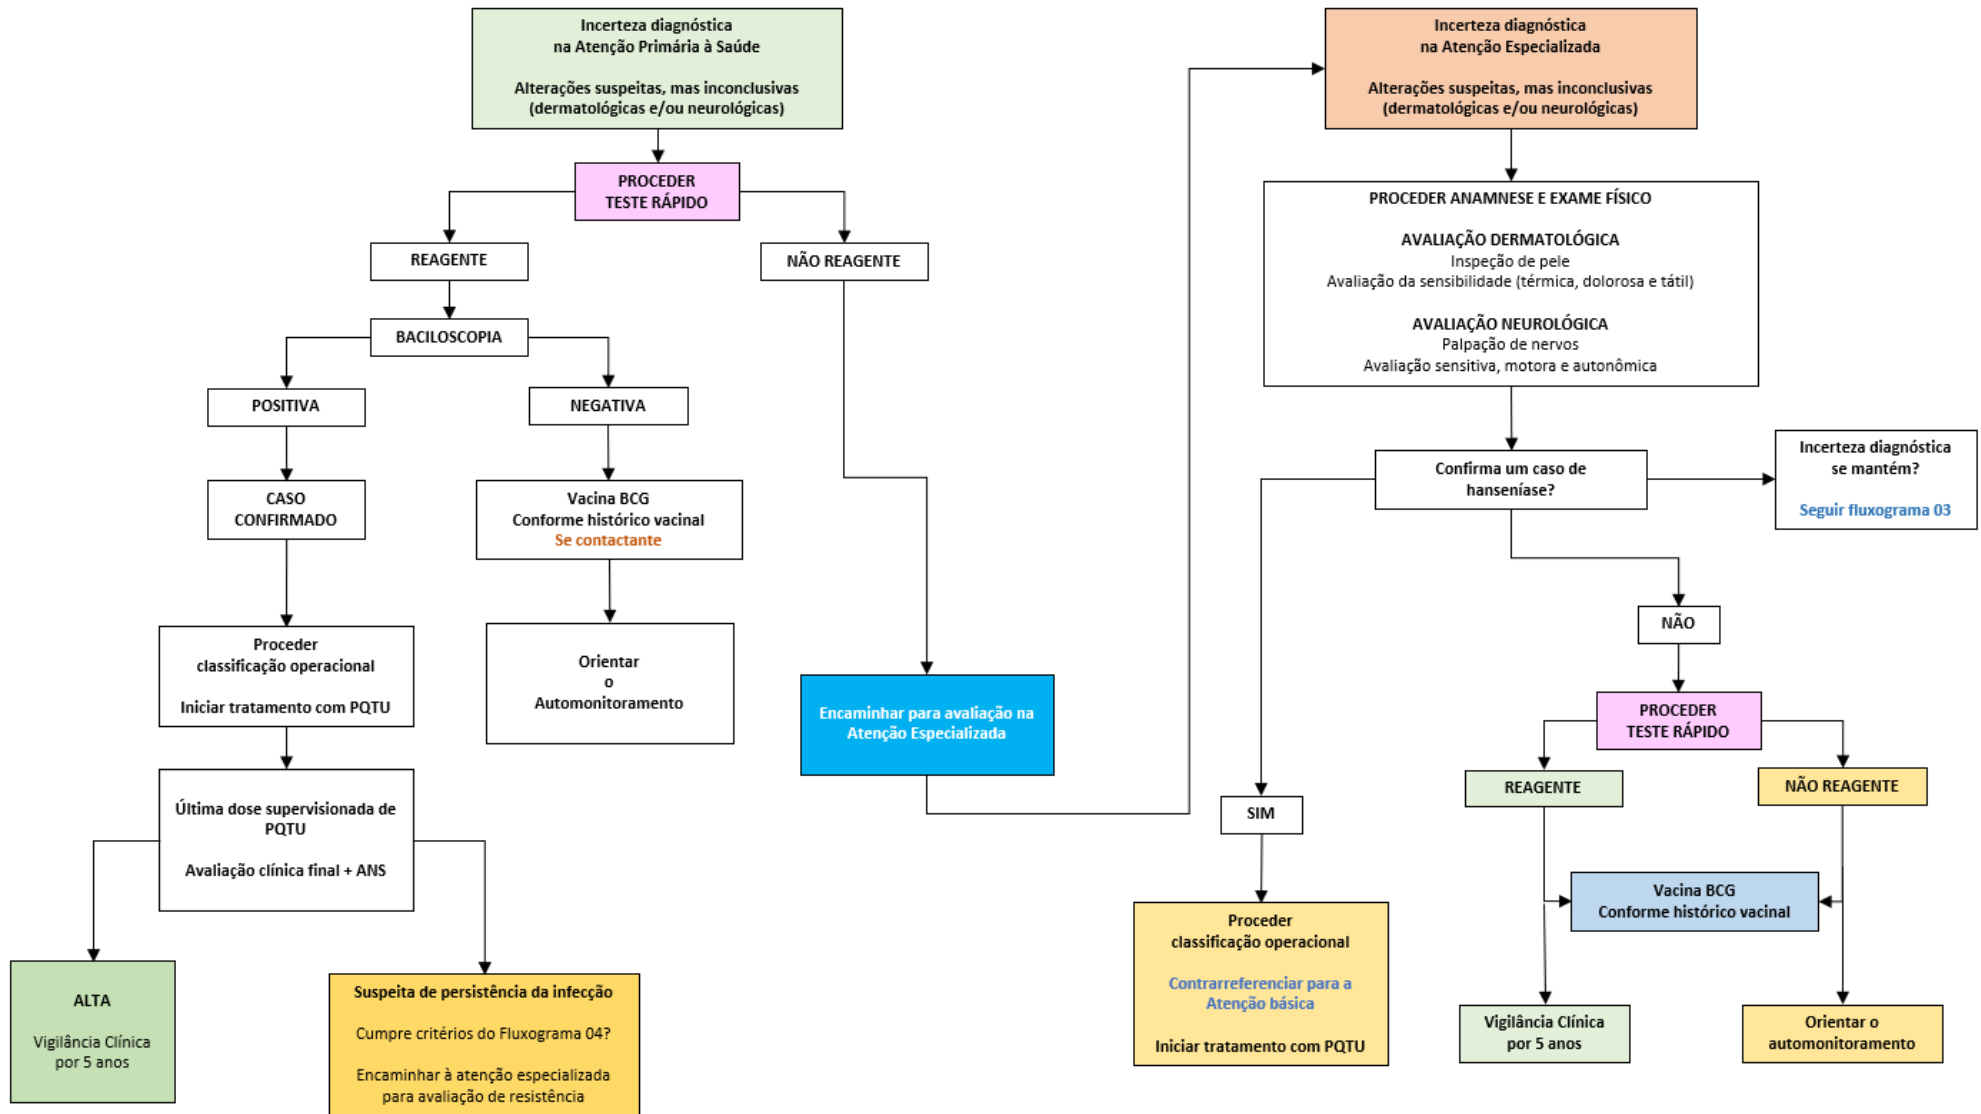 Incerteza diagnóstica
na Atenção Primária à Saúde
Alterações suspeitas, mas inconclusivas
(dermatológicas e/ou neurológicas)
PROCEDER
TESTE RÁPIDO
REAGENTE
NÃO REAGENTE
BACILOSCOPIA
POSITIVA
NEGATIVA
CASO
CONFIRMADO
Vacina BCG
Conforme histórico vacinal
Se contactante
Proceder
classificação operacional
Iniciar tratamento com PQTU
Orientar
o
Automonitoramento
Última dose supervisionada de
PQTU
Avaliação clínica final + ANS
ALTA
Vigilância Clínica
por 5 anos
Suspeita de persistência da infecção
Cumpre critérios do Fluxograma 04?
Encaminhar à atenção especializada
para avaliação de resistência
Encaminhar para avaliação na
Atenção Especializada
Incerteza diagnóstica
na Atenção Especializada
Alterações suspeitas, mas inconclusivas
(dermatológicas e/ou neurológicas)
PROCEDER ANAMNESE E EXAME FÍSICO
AVALIAÇÃO DERMATOLÓGICA
Inspeção de pele
Avaliação da sensibilidade (térmica, dolorosa e tátil)
AVALIAÇÃO NEUROLÓGICA
Palpação de nervos
Avaliação sensitiva, motora e autonômica
Confirma um caso de
hanseníase?
Incerteza diagnóstica
se mantém?
Seguir fluxograma 03
NÃO
PROCEDER
TESTE RÁPIDO
REAGENTE
NÃO REAGENTE
SIM
Vacina BCG
Conforme histórico vacinal
Proceder
classificação operacional
Contrarreferenciar para a
Atenção básica
Iniciar tratamento com PQTU
Vigilância Clínica
por 5 anos
Orientar o
automonitoramento